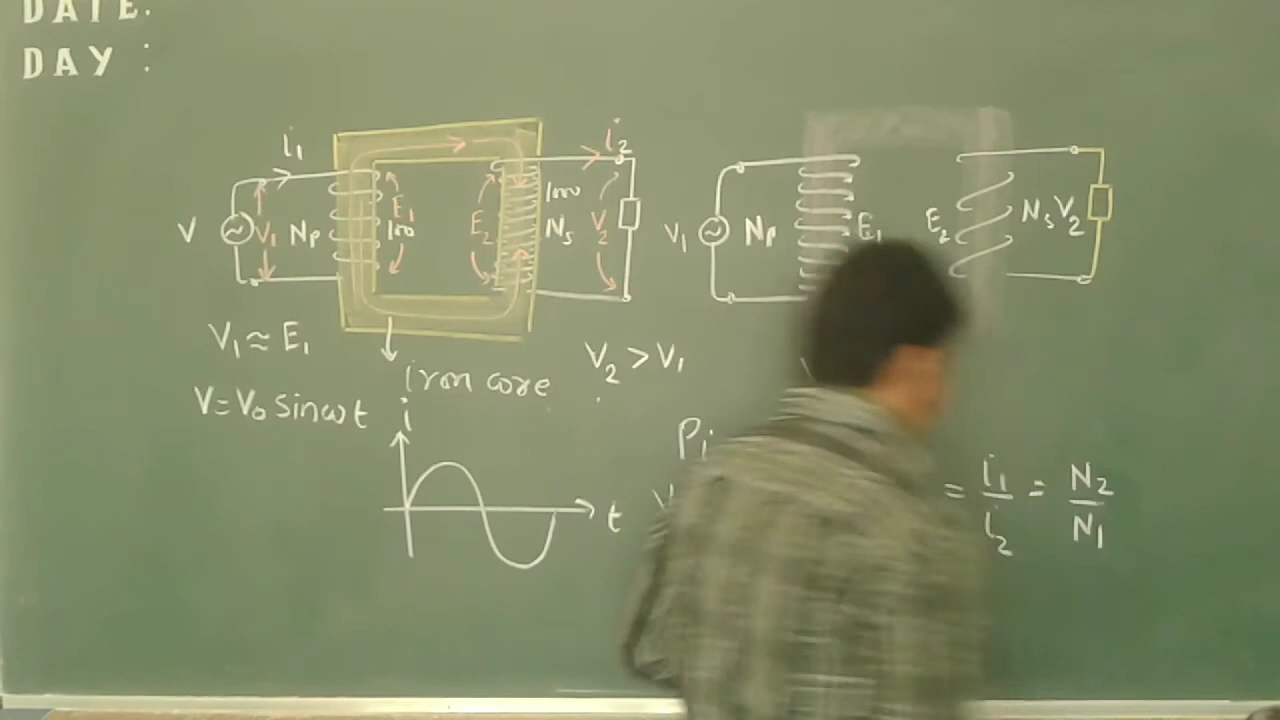 DATE:
DAY :
i₁
i₂
V
V₁
Nₚ
E₁
100
E₂
1000
Nₛ
V₂
V₁
Nₚ
E₁
E₂
Nₛ
V₂
V₁ ≈ E₁
iron core
V₂ > V₁
V = V₀ sinωt
i
t
Pᵢ
= i₁/i₂ = N₂/N₁